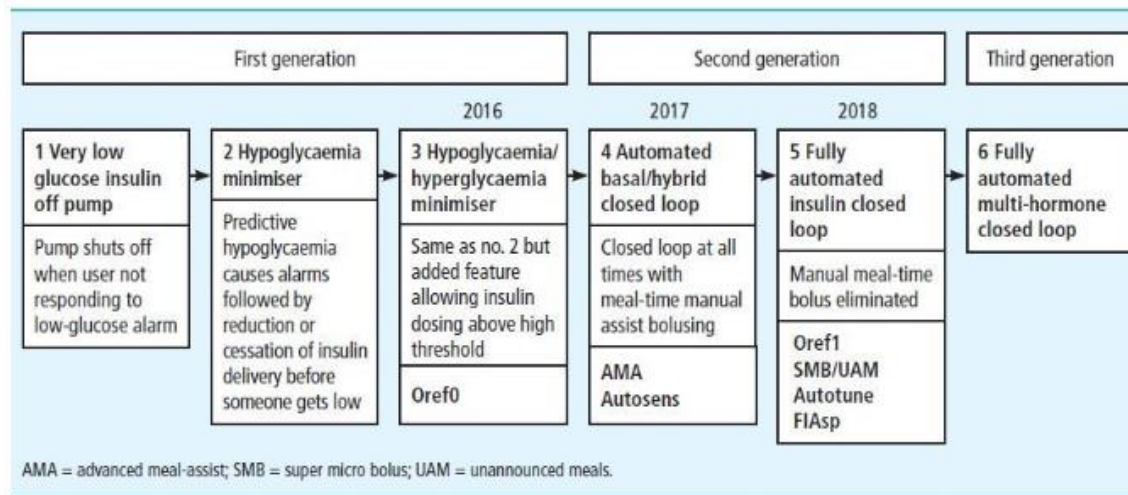 First generation
Second generation
Third generation
2016
2017
2018
1 Very low
glucose insulin
off pump
Pump shuts off
when user not
responding to
low-glucose alarm
2 Hypoglycaemia
minimiser
Predictive
hypoglycaemia
causes alarms
followed by
reduction or
cessation of insulin
delivery before
someone gets low
3 Hypoglycaemia/
hyperglycaemia
minimiser
Same as no. 2 but
added feature
allowing insulin
dosing above high
threshold
Oref0
4 Automated
basal/hybrid
closed loop
Closed loop at all
times with
meal-time manual
assist bolusing
AMA
Autosens
5 Fully
automated
insulin closed
loop
Manual meal-time
bolus eliminated
Oref1
SMB/UAM
Autotune
FIAsp
6 Fully
automated
multi-hormone
closed loop
AMA = advanced meal-assist; SMB = super micro bolus; UAM = unannounced meals.